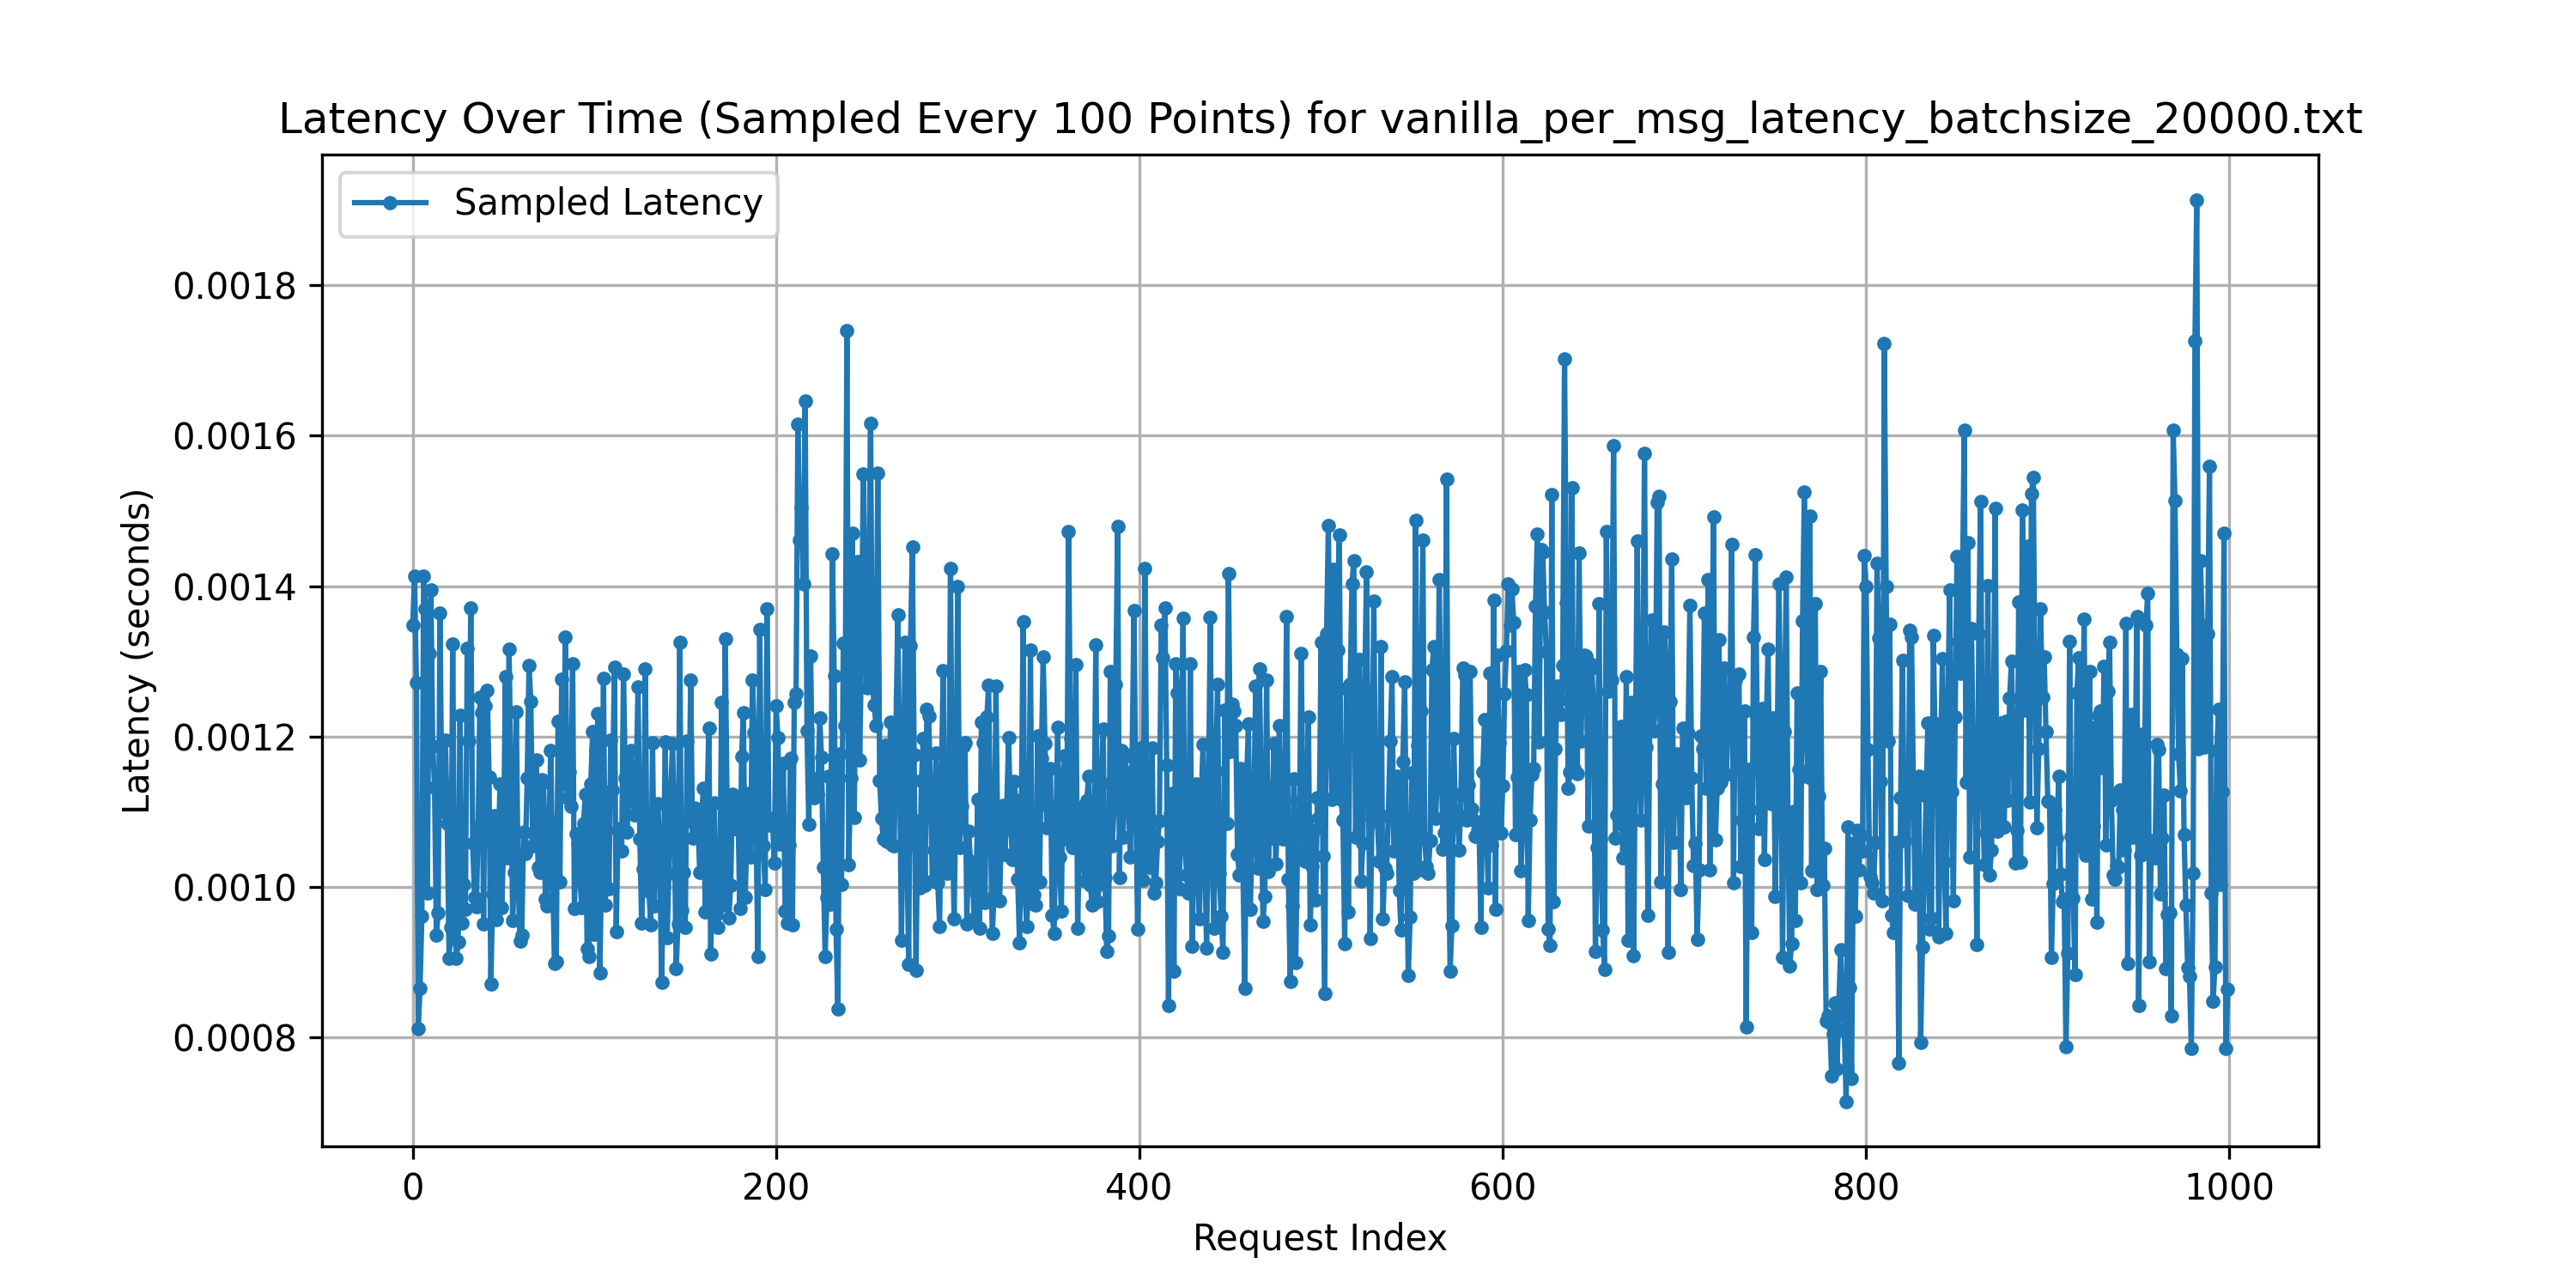 Latency Over Time (Sampled Every 100 Points) for vanilla_per_msg_latency_batchsize_20000.txt
Sampled Latency
Latency (seconds)
0.0018
0.0016
0.0014
0.0012
0.0010
0.0008
0 200 400 600 800 1000
Request Index